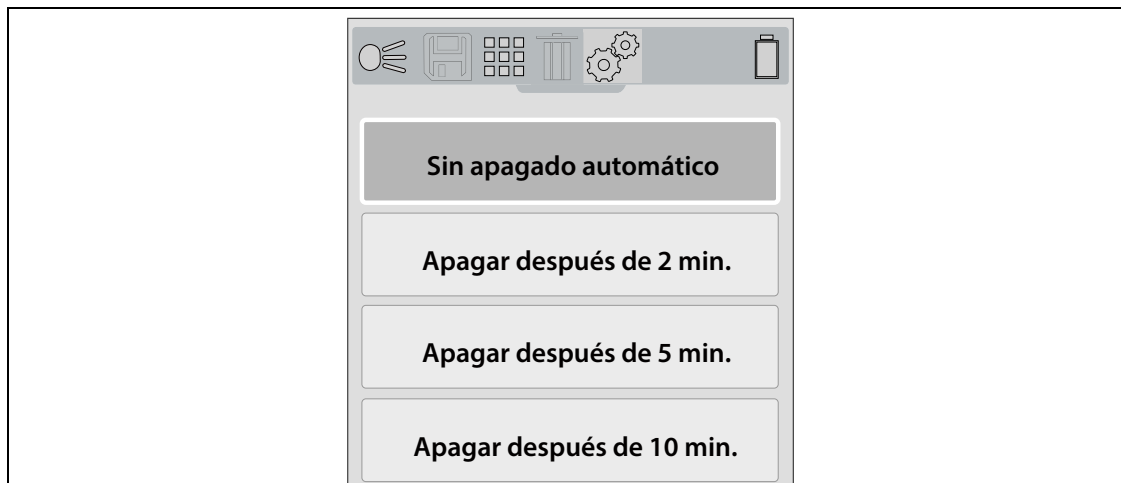 Sin apagado automático
Apagar después de 2 min.
Apagar después de 5 min.
Apagar después de 10 min.